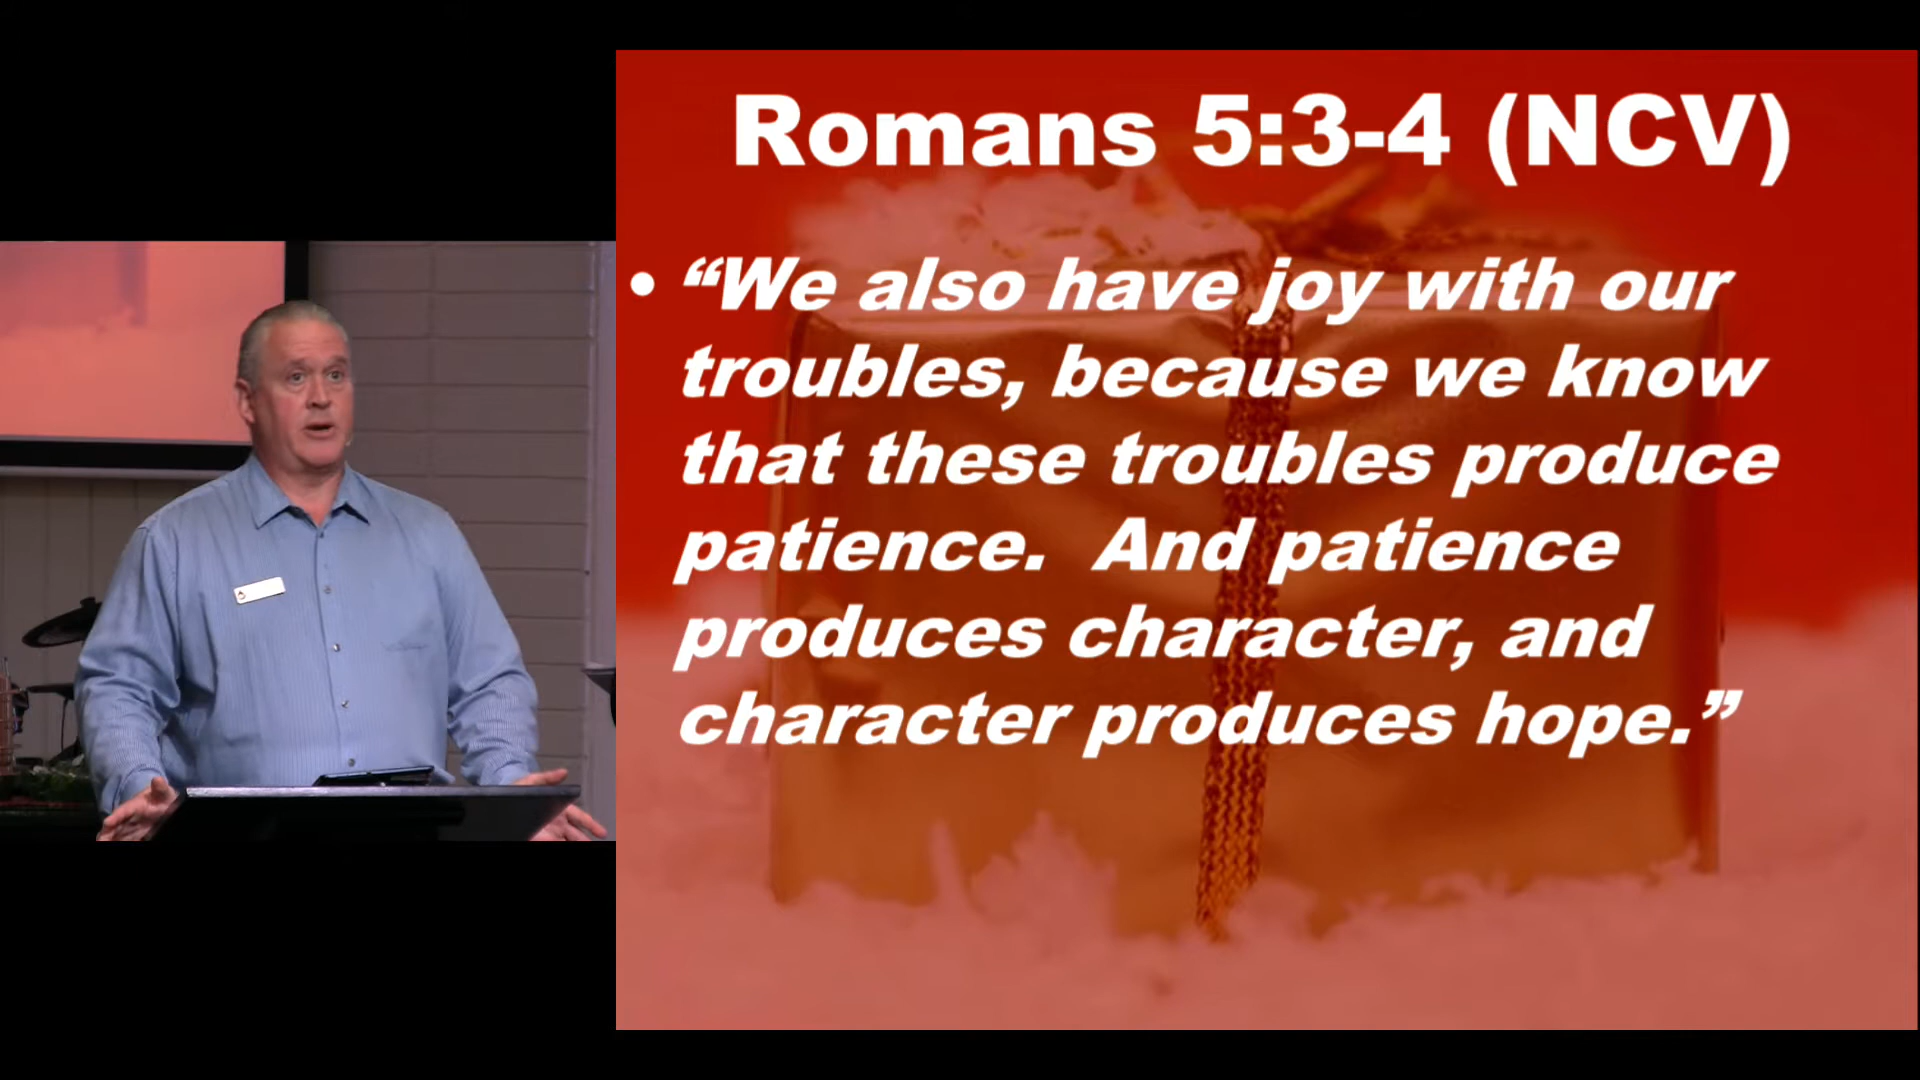 Romans 5:3-4 (NCV)
• “We also have joy with our
troubles, because we know
that these troubles produce
patience.  And patience
produces character, and
character produces hope.”